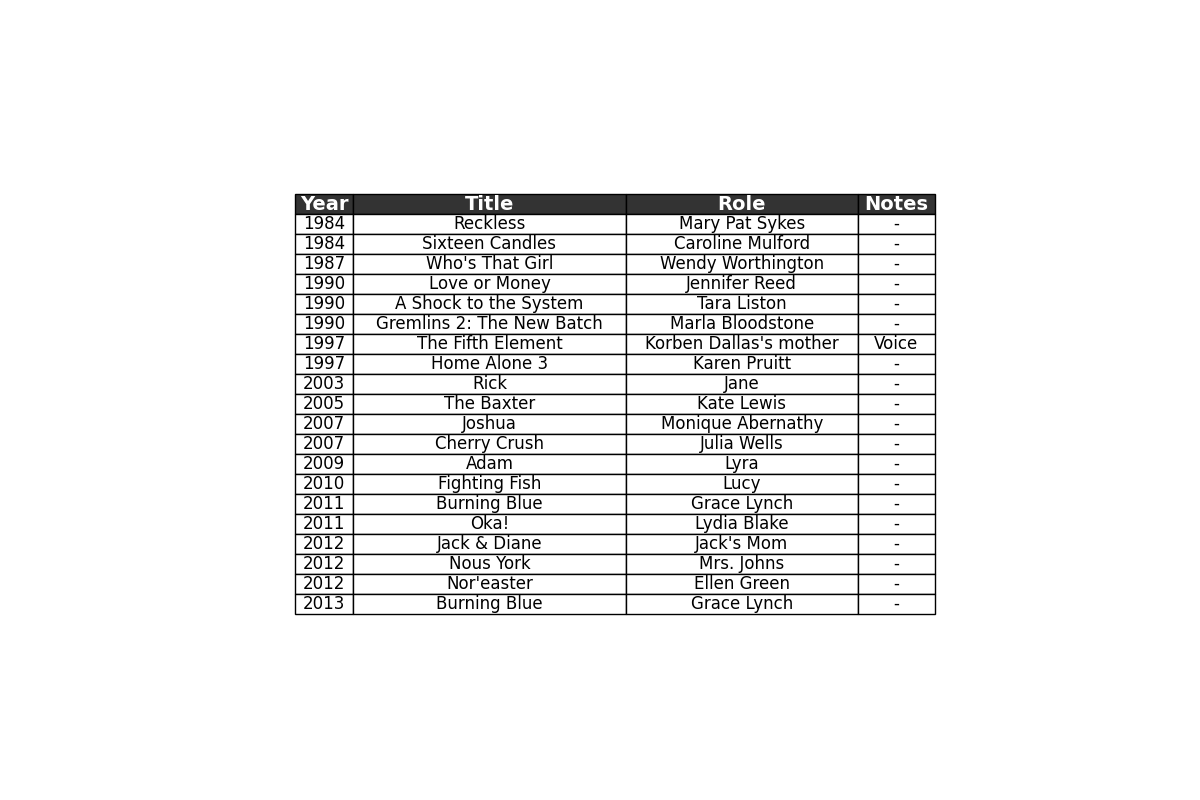 Year Title Role Notes
1984 Reckless Mary Pat Sykes -
1984 Sixteen Candles Caroline Mulford -
1987 Who's That Girl Wendy Worthington -
1990 Love or Money Jennifer Reed -
1990 A Shock to the System Tara Liston -
1990 Gremlins 2: The New Batch Marla Bloodstone -
1997 The Fifth Element Korben Dallas's mother Voice
1997 Home Alone 3 Karen Pruitt -
2003 Rick Jane -
2005 The Baxter Kate Lewis -
2007 Joshua Monique Abernathy -
2007 Cherry Crush Julia Wells -
2009 Adam Lyra -
2010 Fighting Fish Lucy -
2011 Burning Blue Grace Lynch -
2011 Oka! Lydia Blake -
2012 Jack & Diane Jack's Mom -
2012 Nous York Mrs. Johns -
2012 Nor'easter Ellen Green -
2013 Burning Blue Grace Lynch -